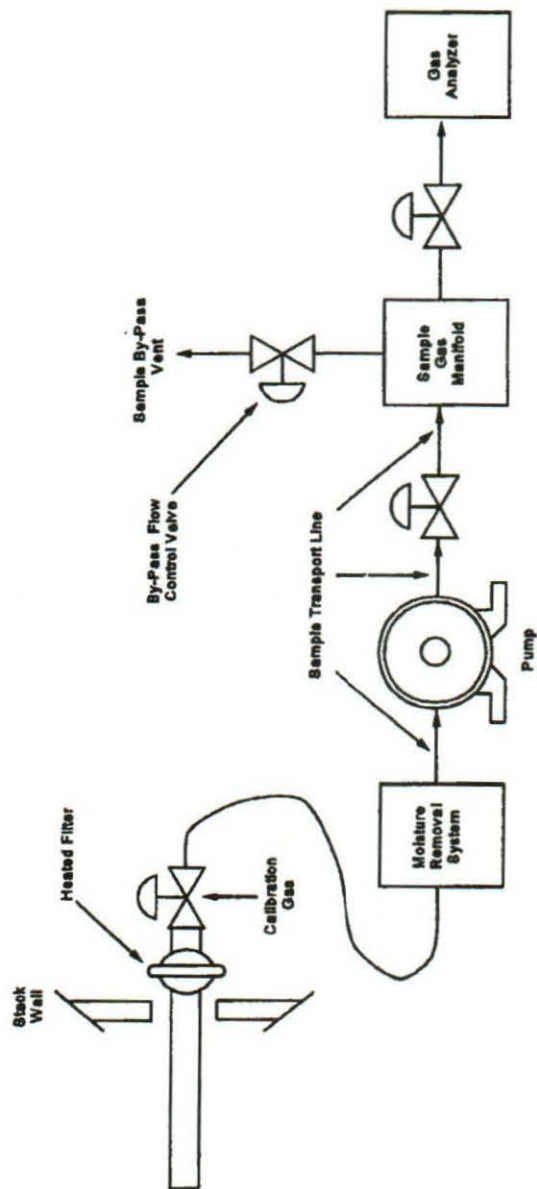 Stack
Wall
Heated Filter
Calibration
Gas
Moisture
Removal
System
Sample Transport Line
Pump
By-Pass Flow
Control Valve
Sample By-Pass
Vent
Sample
Gas
Manifold
Gas
Analyzer